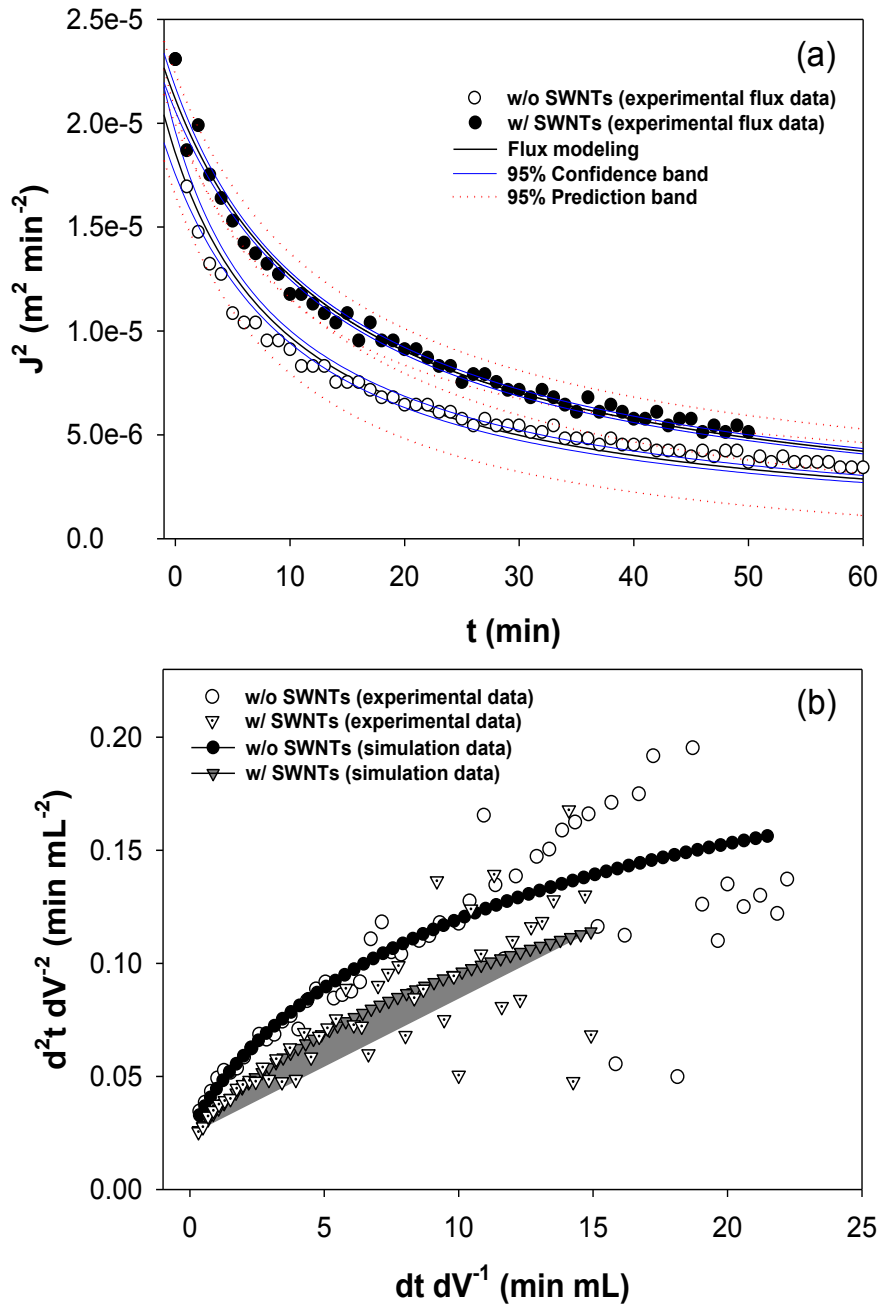 2.5e-5
(a)
w/o SWNTs (experimental flux data)
w/ SWNTs (experimental flux data)
Flux modeling
95% Confidence band
95% Prediction band
2.0e-5
1.5e-5
1.0e-5
5.0e-6
0.0
J² (m² min⁻²)
0 10 20 30 40 50 60
t (min)
(b)
w/o SWNTs (experimental data)
w/ SWNTs (experimental data)
w/o SWNTs (simulation data)
w/ SWNTs (simulation data)
0.20
0.15
0.10
0.05
0.00
d²t dV⁻² (min mL⁻²)
0 5 10 15 20 25
dt dV⁻¹ (min mL)